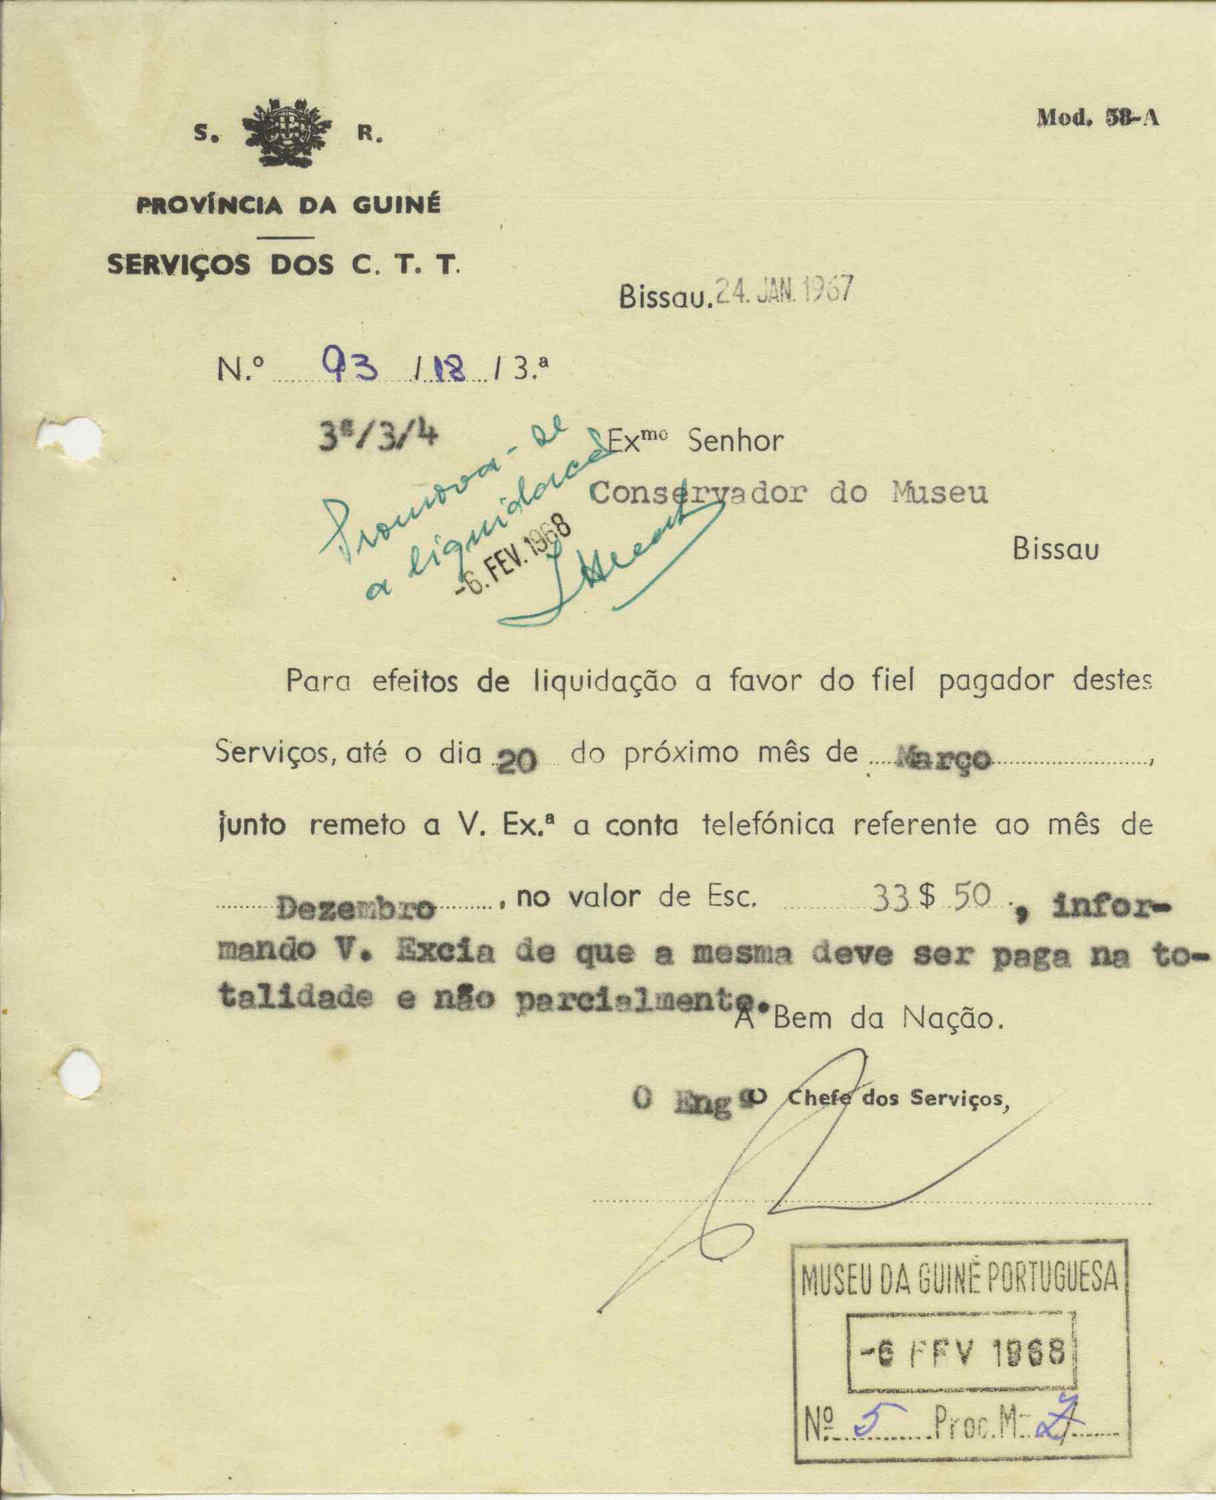 S. R.
Mod. 58-A
PROVÍNCIA DA GUINÉ
SERVIÇOS DOS C. T. T.
Bissau, 24. JAN. 1967
N.º 93 / 18 / 3.ª
3ª/3/4
Promova-se
a liquidação
-6. FEV. 1968
Exmo Senhor
Conservador do Museu
Bissau
Para efeitos de liquidação a favor do fiel pagador destes
Serviços, até o dia 20 do próximo mês de Março,
junto remeto a V. Ex.ª a conta telefónica referente ao mês de
Dezembro, no valor de Esc. 33$50, infor-
mando V. Excia de que a mesma deve ser paga na to-
talidade e não parcialmente.
A Bem da Nação.
O Engº Chefe dos Serviços,
MUSEU DA GUINÉ PORTUGUESA
-6 FEV 1968
Nº 5 Proc. M-